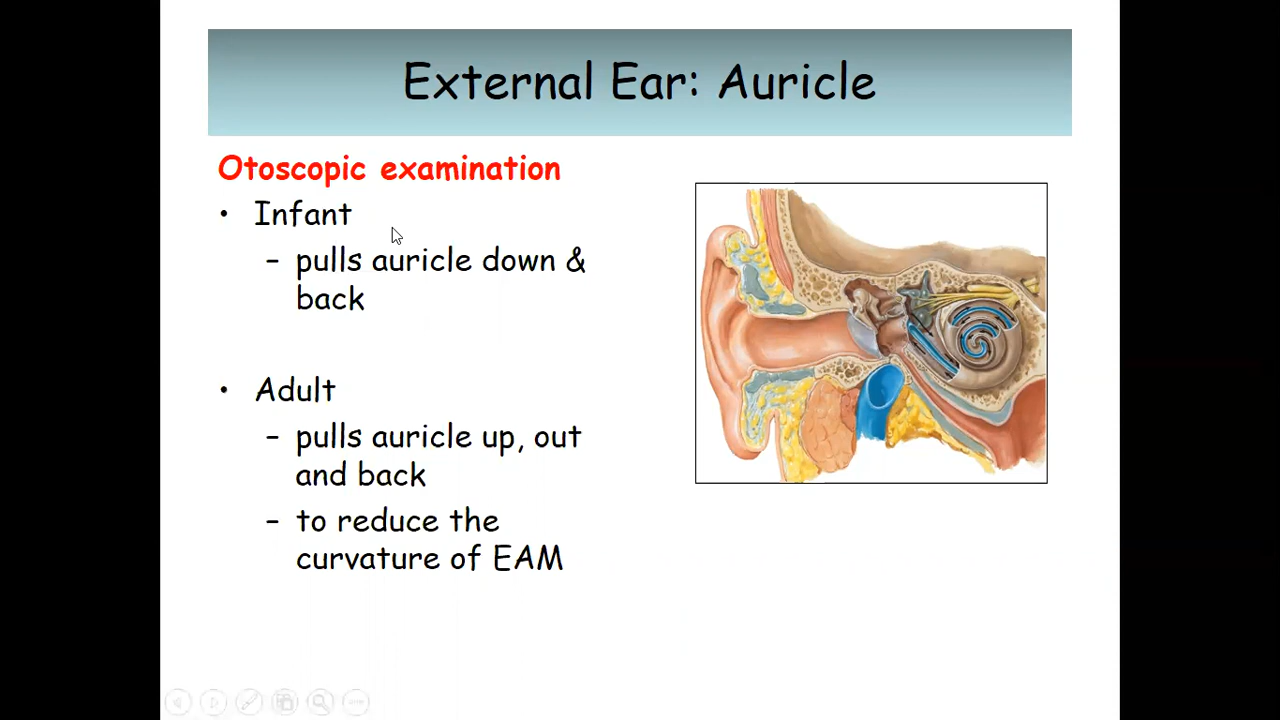 External Ear: Auricle
Otoscopic examination
• Infant
– pulls auricle down &
back
• Adult
– pulls auricle up, out
and back
– to reduce the
curvature of EAM